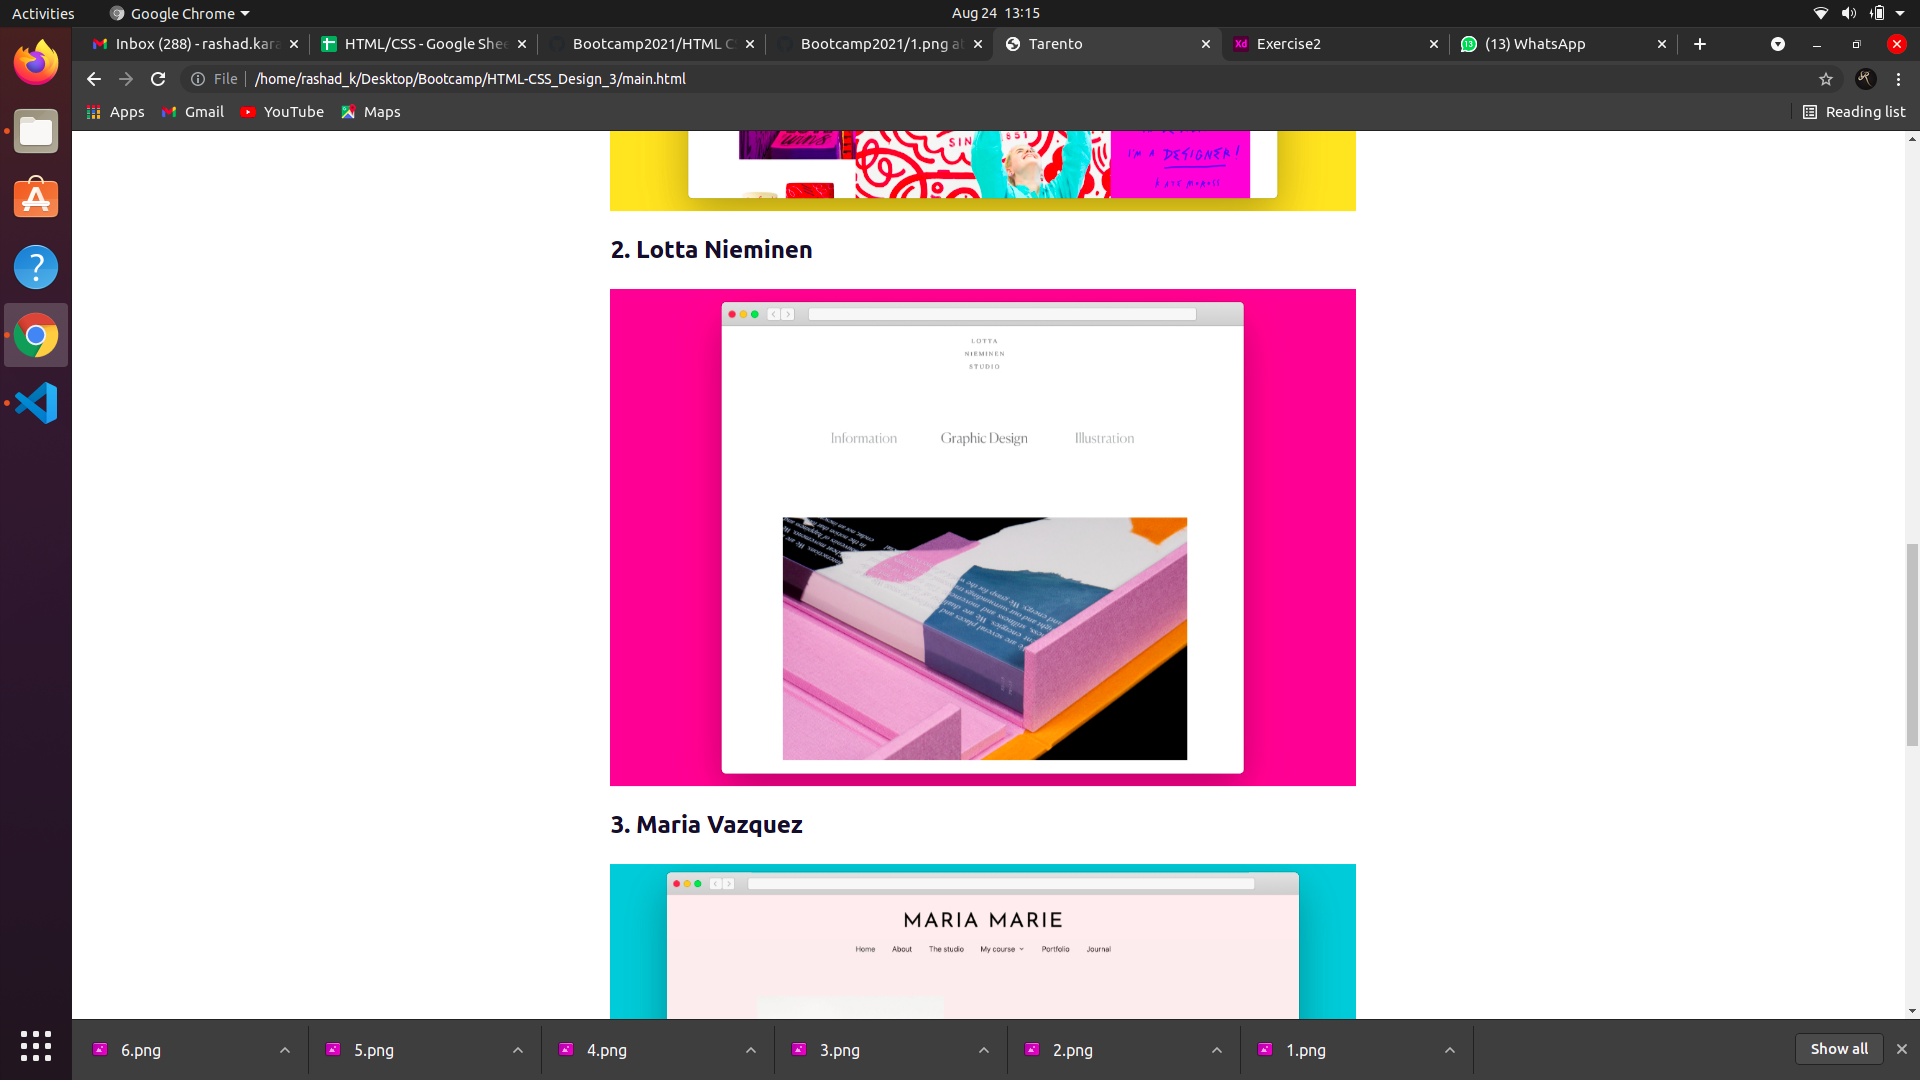 Activities
Google Chrome
Aug 24 13:15
Inbox (288) - rashad.kara
HTML/CSS - Google Shee
Bootcamp2021/HTML C
Bootcamp2021/1.png at
Tarento
Exercise2
(13) WhatsApp
File
/home/rashad_k/Desktop/Bootcamp/HTML-CSS_Design_3/main.html
Apps
Gmail
YouTube
Maps
Reading list
I'M A DESIGNER!
2. Lotta Nieminen
LOTTA
NIEMINEN
STUDIO
Information
Graphic Design
Illustration
3. Maria Vazquez
MARIA MARIE
Home
About
The studio
My course
Portfolio
Journal
6.png
5.png
4.png
3.png
2.png
1.png
Show all